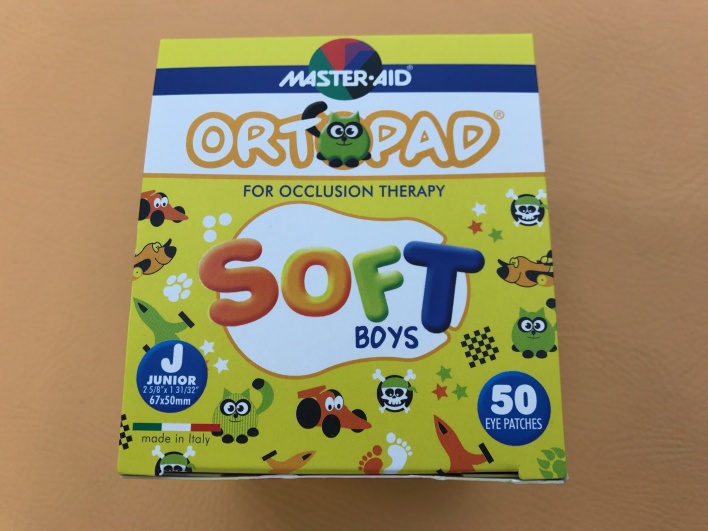 MASTER•AID®
ORTOPAD®
FOR OCCLUSION THERAPY
SOFT
BOYS
J
JUNIOR
2 5/8"x 1 31/32"
67x50mm
50
EYE PATCHES
made in Italy